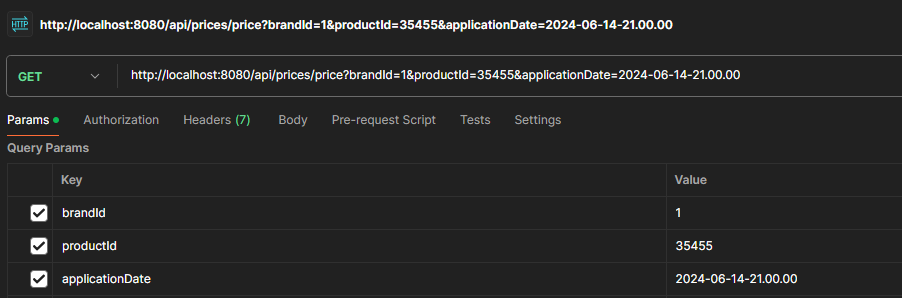 HTTP http://localhost:8080/api/prices/price?brandId=1&productId=35455&applicationDate=2024-06-14-21.00.00
GET http://localhost:8080/api/prices/price?brandId=1&productId=35455&applicationDate=2024-06-14-21.00.00
Params Authorization Headers (7) Body Pre-request Script Tests Settings
Query Params
Key Value
brandId 1
productId 35455
applicationDate 2024-06-14-21.00.00